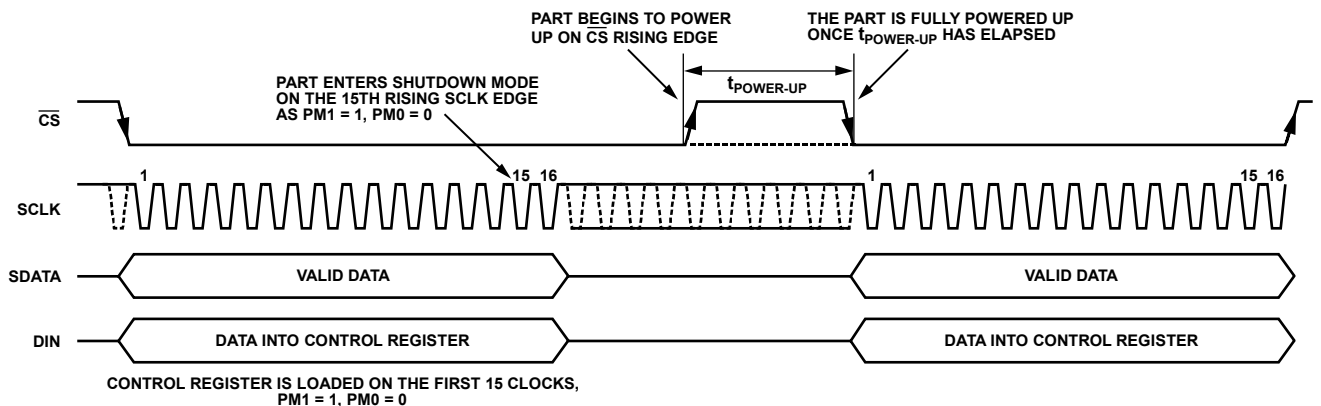 PART BEGINS TO POWER
UP ON CS RISING EDGE
THE PART IS FULLY POWERED UP
ONCE tPOWER-UP HAS ELAPSED
PART ENTERS SHUTDOWN MODE
ON THE 15TH RISING SCLK EDGE
AS PM1 = 1, PM0 = 0
tPOWER-UP
CS
1 15 16 1 15 16
SCLK
SDATA VALID DATA VALID DATA
DIN DATA INTO CONTROL REGISTER DATA INTO CONTROL REGISTER
CONTROL REGISTER IS LOADED ON THE FIRST 15 CLOCKS,
PM1 = 1, PM0 = 0